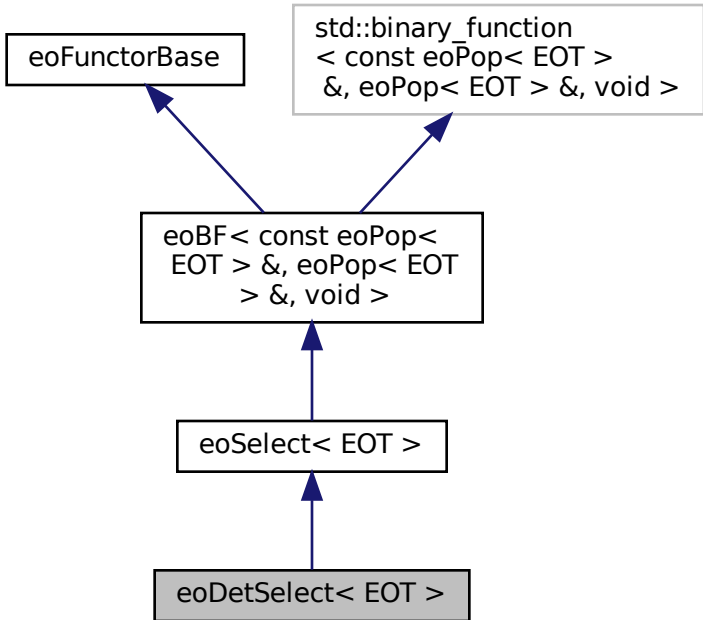 eoFunctorBase
std::binary_function
< const eoPop< EOT >
&, eoPop< EOT > &, void >
eoBF< const eoPop<
EOT > &, eoPop< EOT
> &, void >
eoSelect< EOT >
eoDetSelect< EOT >